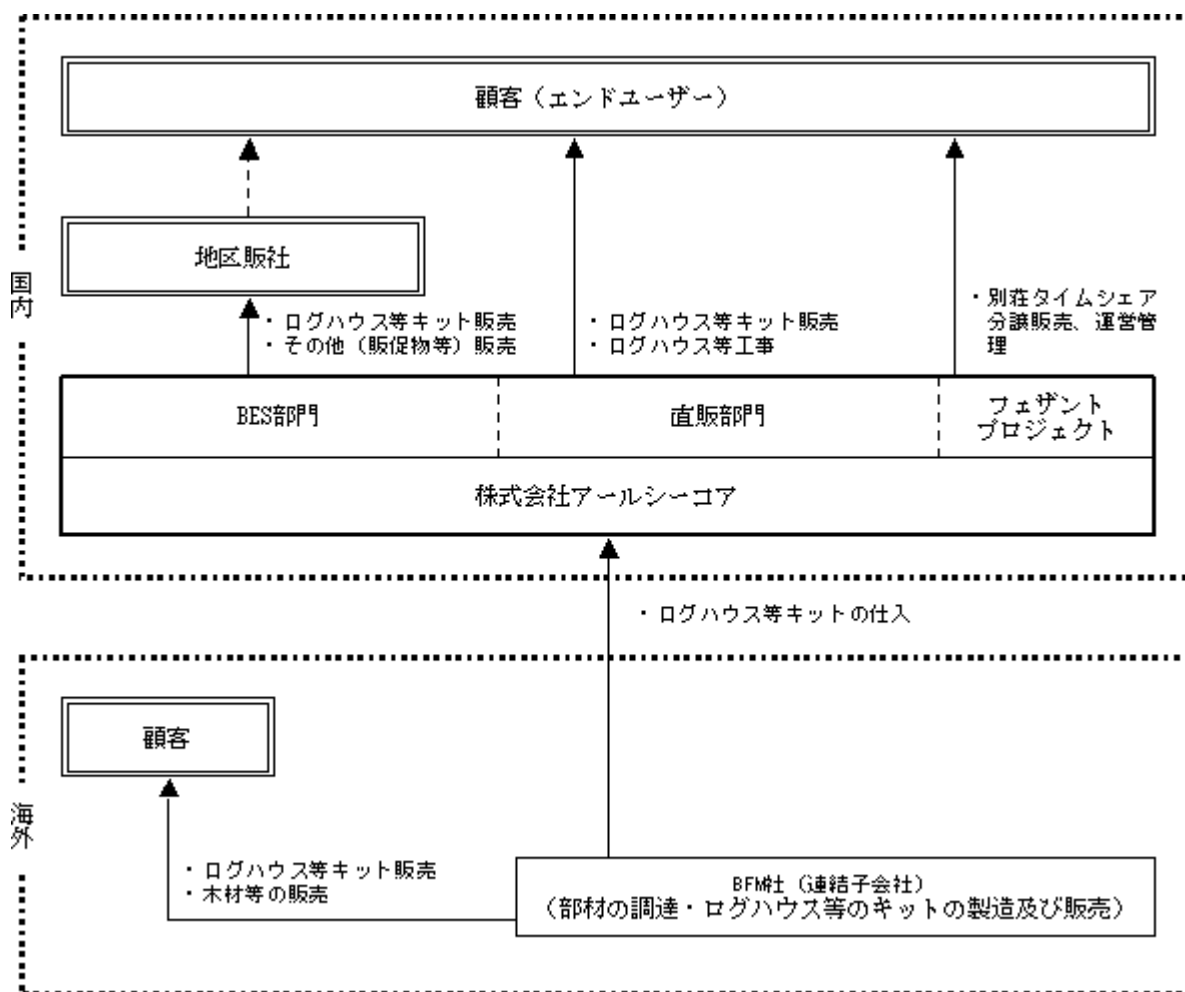 顧客（エンドユーザー）
地区販社
国内
・ログハウス等キット販売
・その他（販促物等）販売
・ログハウス等キット販売
・ログハウス等工事
・別荘タイムシェア
分譲販売、運営管
理
BES部門
直販部門
フェザント
プロジェクト
株式会社アールシーコア
・ログハウス等キットの仕入
顧客
海外
・ログハウス等キット販売
・木材等の販売
BFM社（連結子会社）
（部材の調達・ログハウス等のキットの製造及び販売）